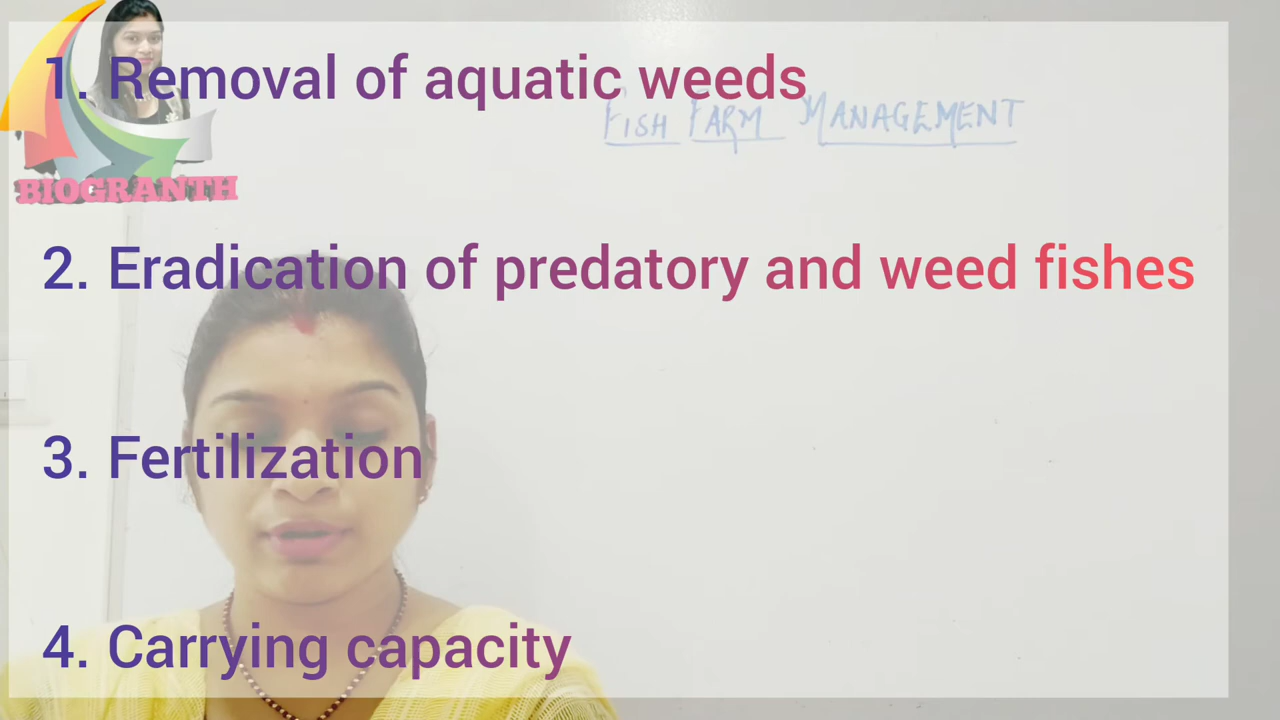 1. Removal of aquatic weeds
FISH FARM MANAGEMENT
BIOGRANTH
2. Eradication of predatory and weed fishes
3. Fertilization
4. Carrying capacity